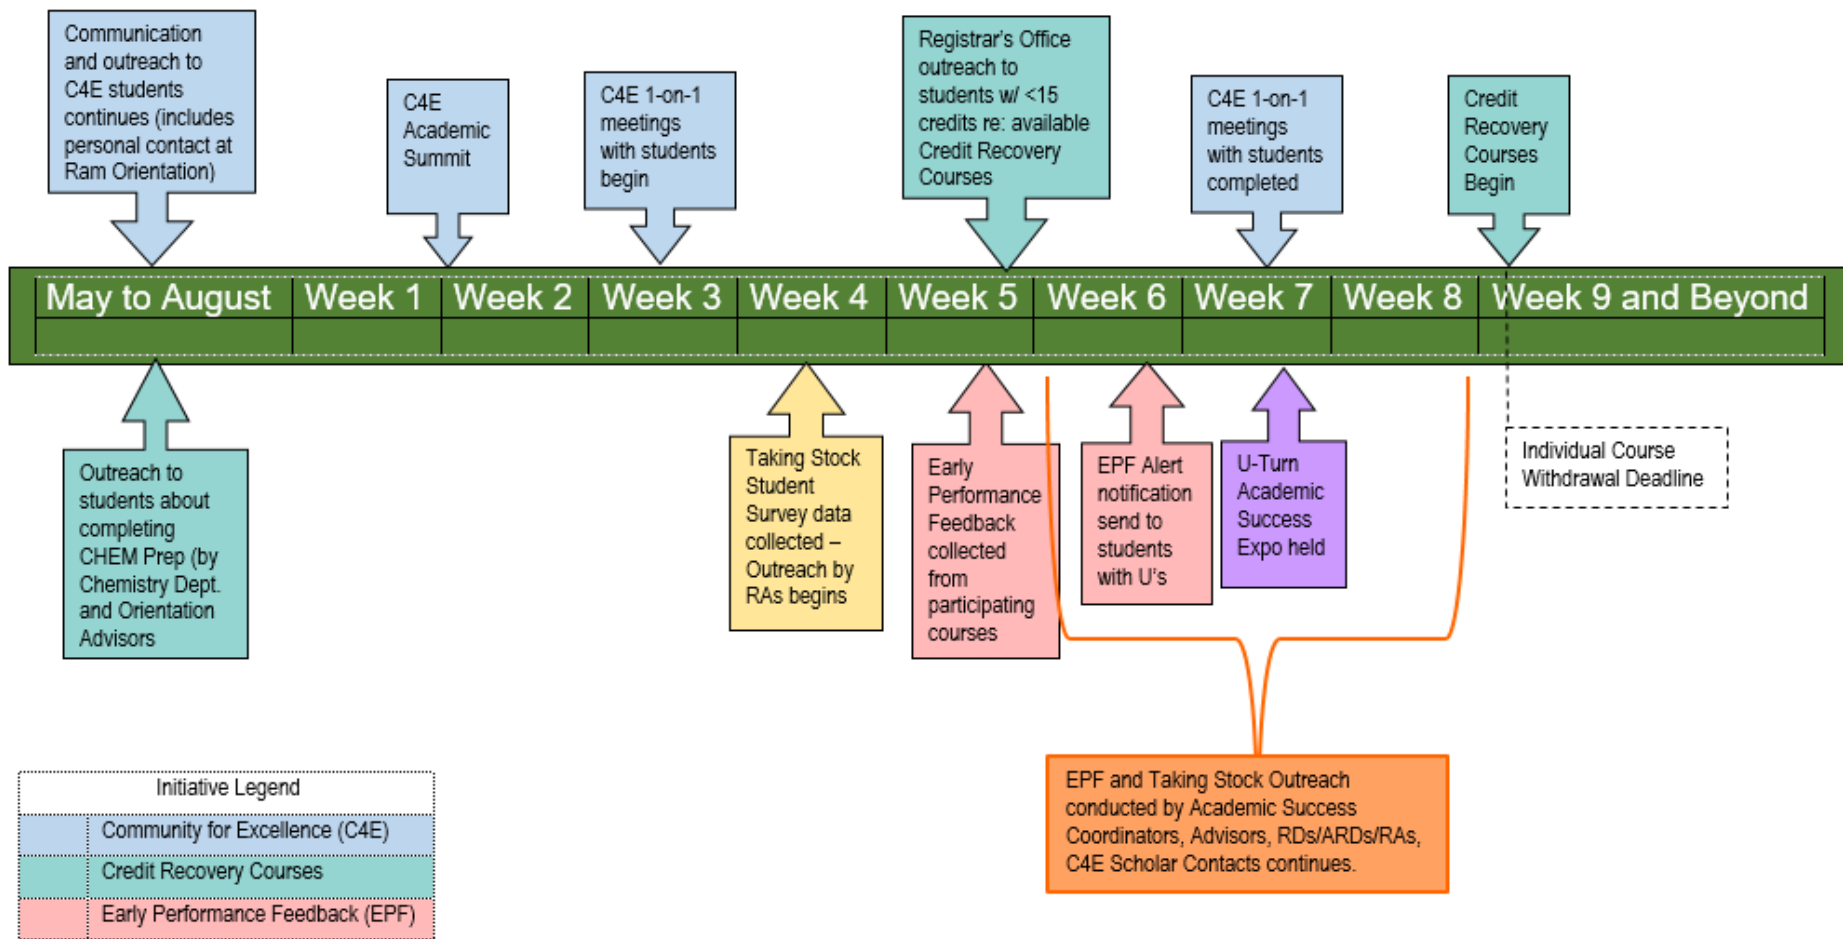 Communication
and outreach to
C4E students
continues (includes
personal contact at
Ram Orientation)
C4E
Academic
Summit
C4E 1-on-1
meetings
with students
begin
Registrar's Office
outreach to
students w/ <15
credits re: available
Credit Recovery
Courses
C4E 1-on-1
meetings
with students
completed
Credit
Recovery
Courses
Begin
May to August Week 1 Week 2 Week 3 Week 4 Week 5 Week 6 Week 7 Week 8 Week 9 and Beyond
Outreach to
students about
completing
CHEM Prep (by
Chemistry Dept.
and Orientation
Advisors
Taking Stock
Student
Survey data
collected –
Outreach by
RAs begins
Early
Performance
Feedback
collected
from
participating
courses
EPF Alert
notification
send to
students
with U's
U-Turn
Academic
Success
Expo held
Individual Course
Withdrawal Deadline
EPF and Taking Stock Outreach
conducted by Academic Success
Coordinators, Advisors, RDs/ARDs/RAs,
C4E Scholar Contacts continues.
Initiative Legend
Community for Excellence (C4E)
Credit Recovery Courses
Early Performance Feedback (EPF)